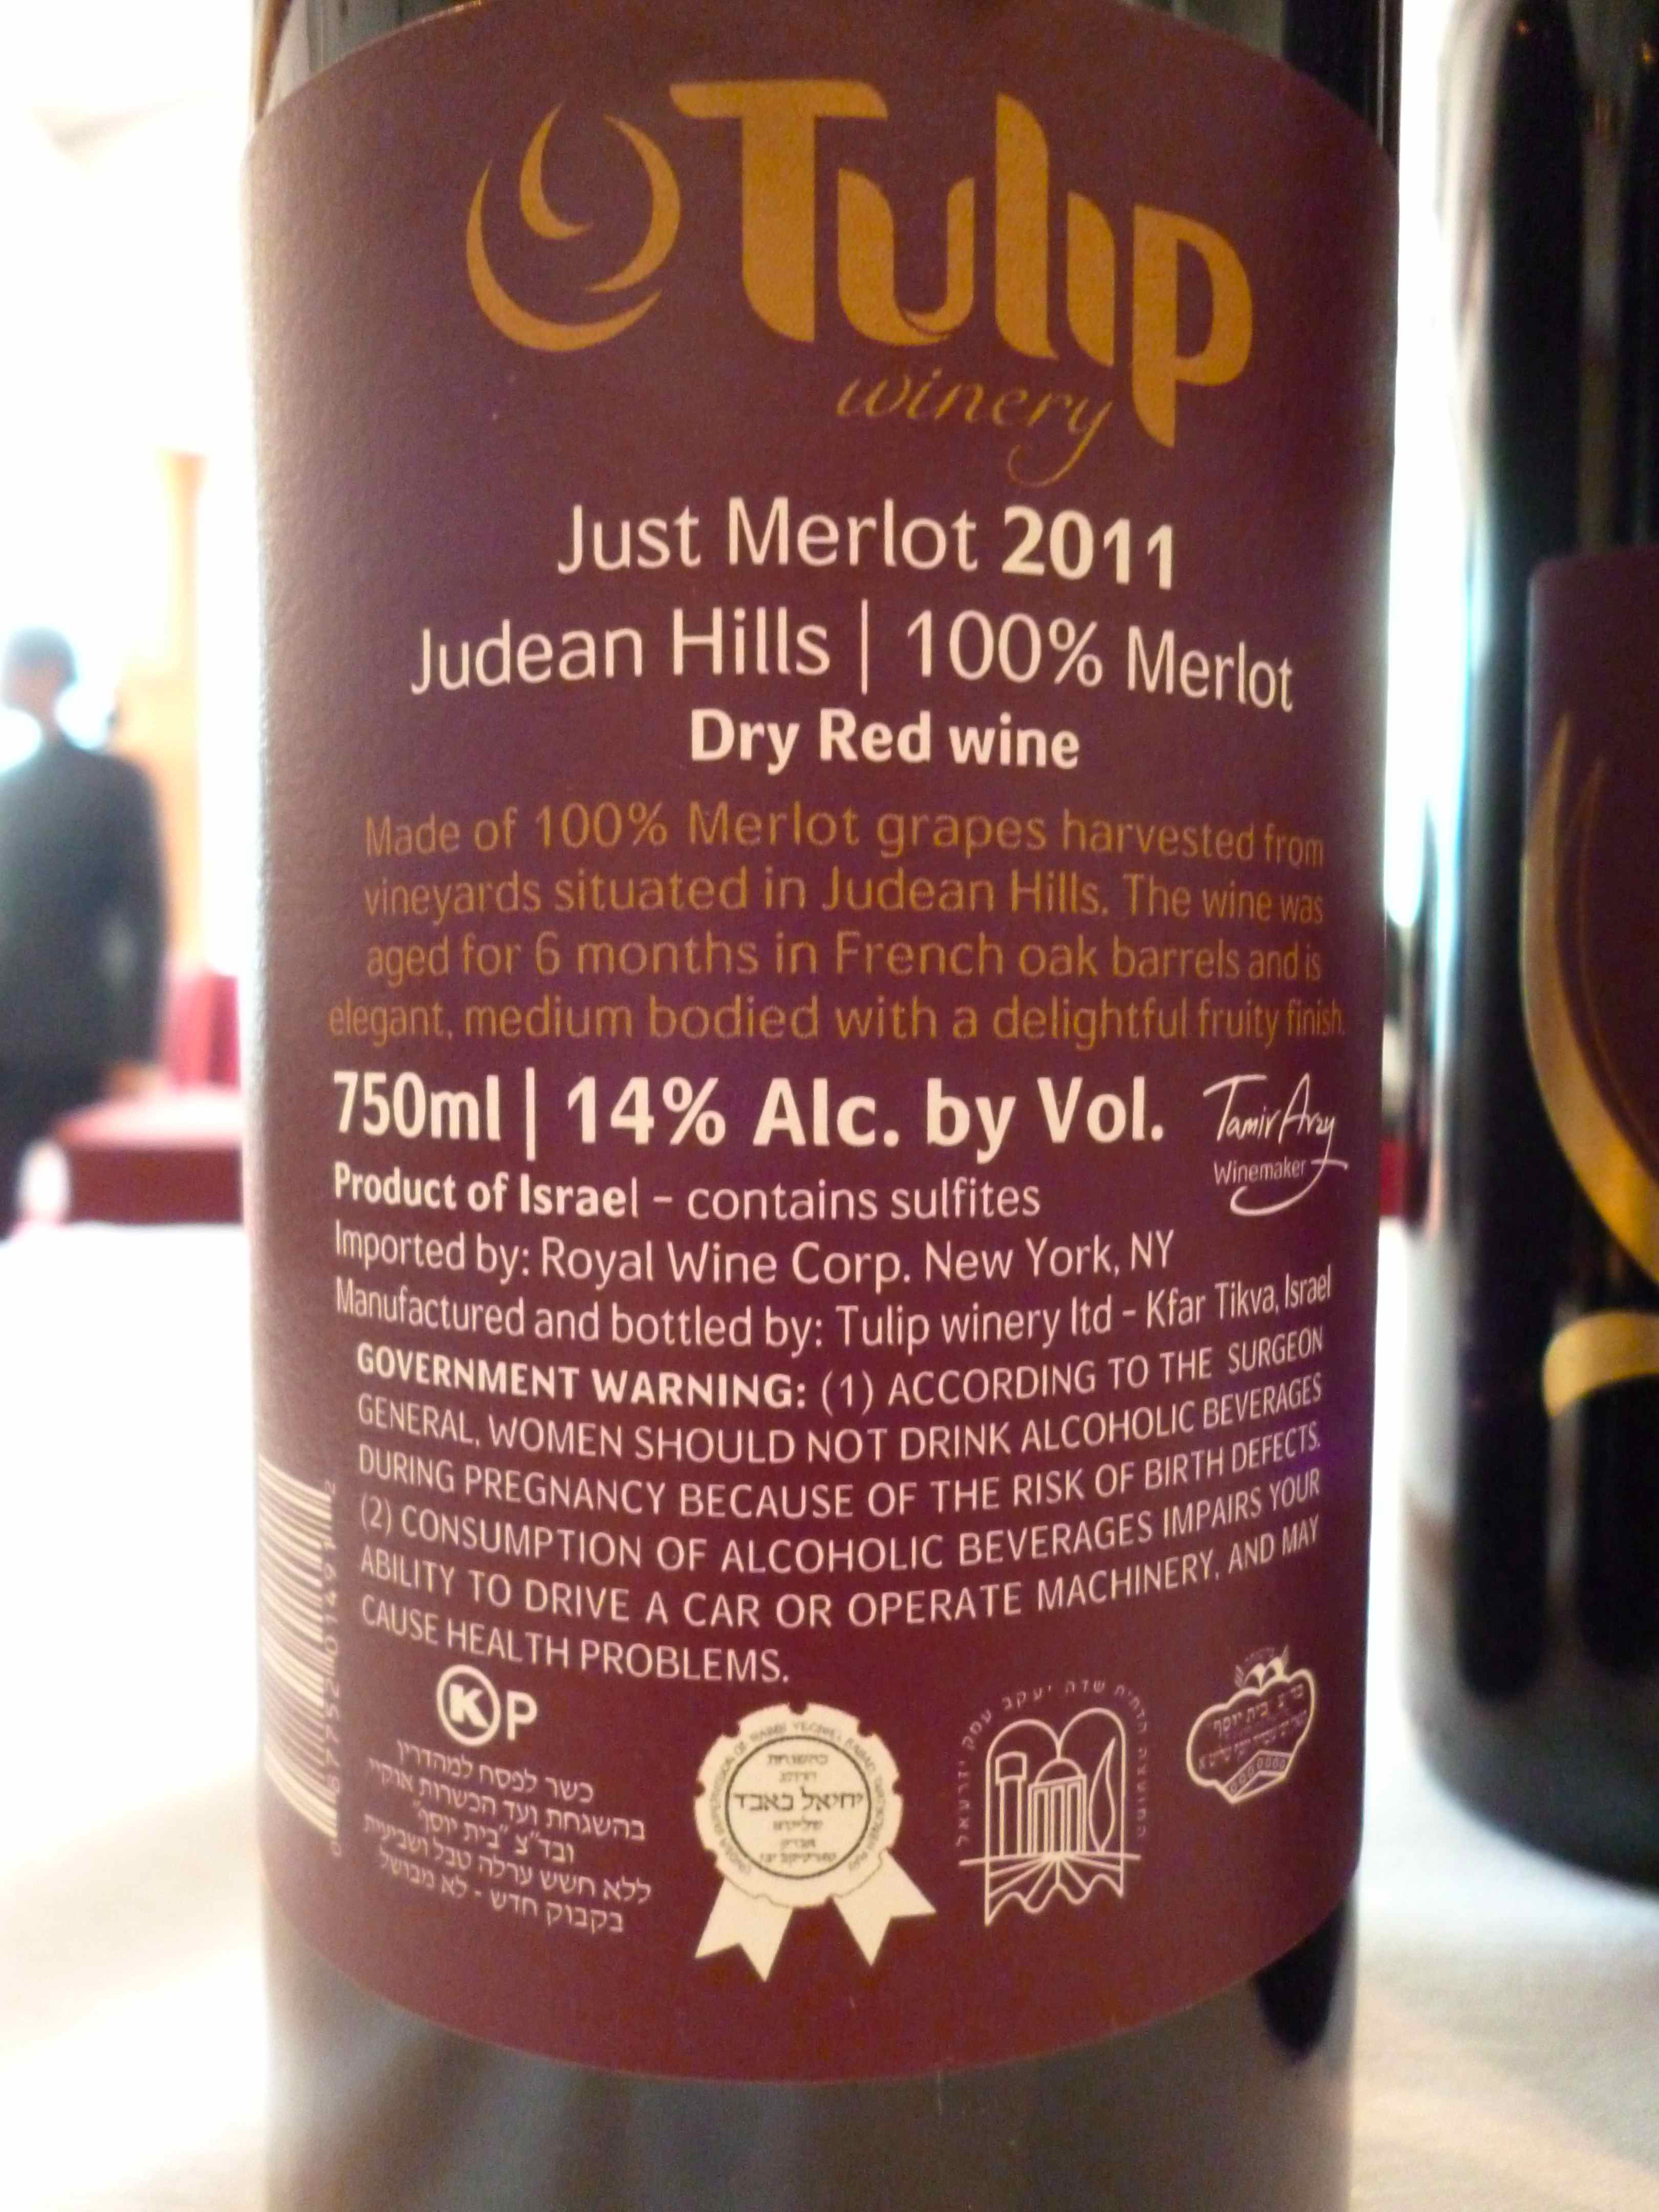 Tulip
winery
Just Merlot 2011
Judean Hills | 100% Merlot
Dry Red wine
Made of 100% Merlot grapes harvested from
vineyards situated in Judean Hills. The wine was
aged for 6 months in French oak barrels and is
elegant, medium bodied with a delightful fruity finish.
750ml | 14% Alc. by Vol.
Tamir Arzy
Winemaker
Product of Israel – contains sulfites
Imported by: Royal Wine Corp. New York, NY
Manufactured and bottled by: Tulip winery ltd – Kfar Tikva, Israel
GOVERNMENT WARNING: (1) ACCORDING TO THE SURGEON
GENERAL, WOMEN SHOULD NOT DRINK ALCOHOLIC BEVERAGES
DURING PREGNANCY BECAUSE OF THE RISK OF BIRTH DEFECTS.
(2) CONSUMPTION OF ALCOHOLIC BEVERAGES IMPAIRS YOUR
ABILITY TO DRIVE A CAR OR OPERATE MACHINERY, AND MAY
CAUSE HEALTH PROBLEMS.
K P
כשר לפסח למהדרין
בהשגחת ועד הכשרות אוקיי
ובד"צ "בית יוסף"
ללא חשש ערלה טבל ושביעית
בקבוק חדש - לא מבושל
בהשגחת
יחיאל באבד
שדה יעקב עמק יזרעאל
בית יוסף